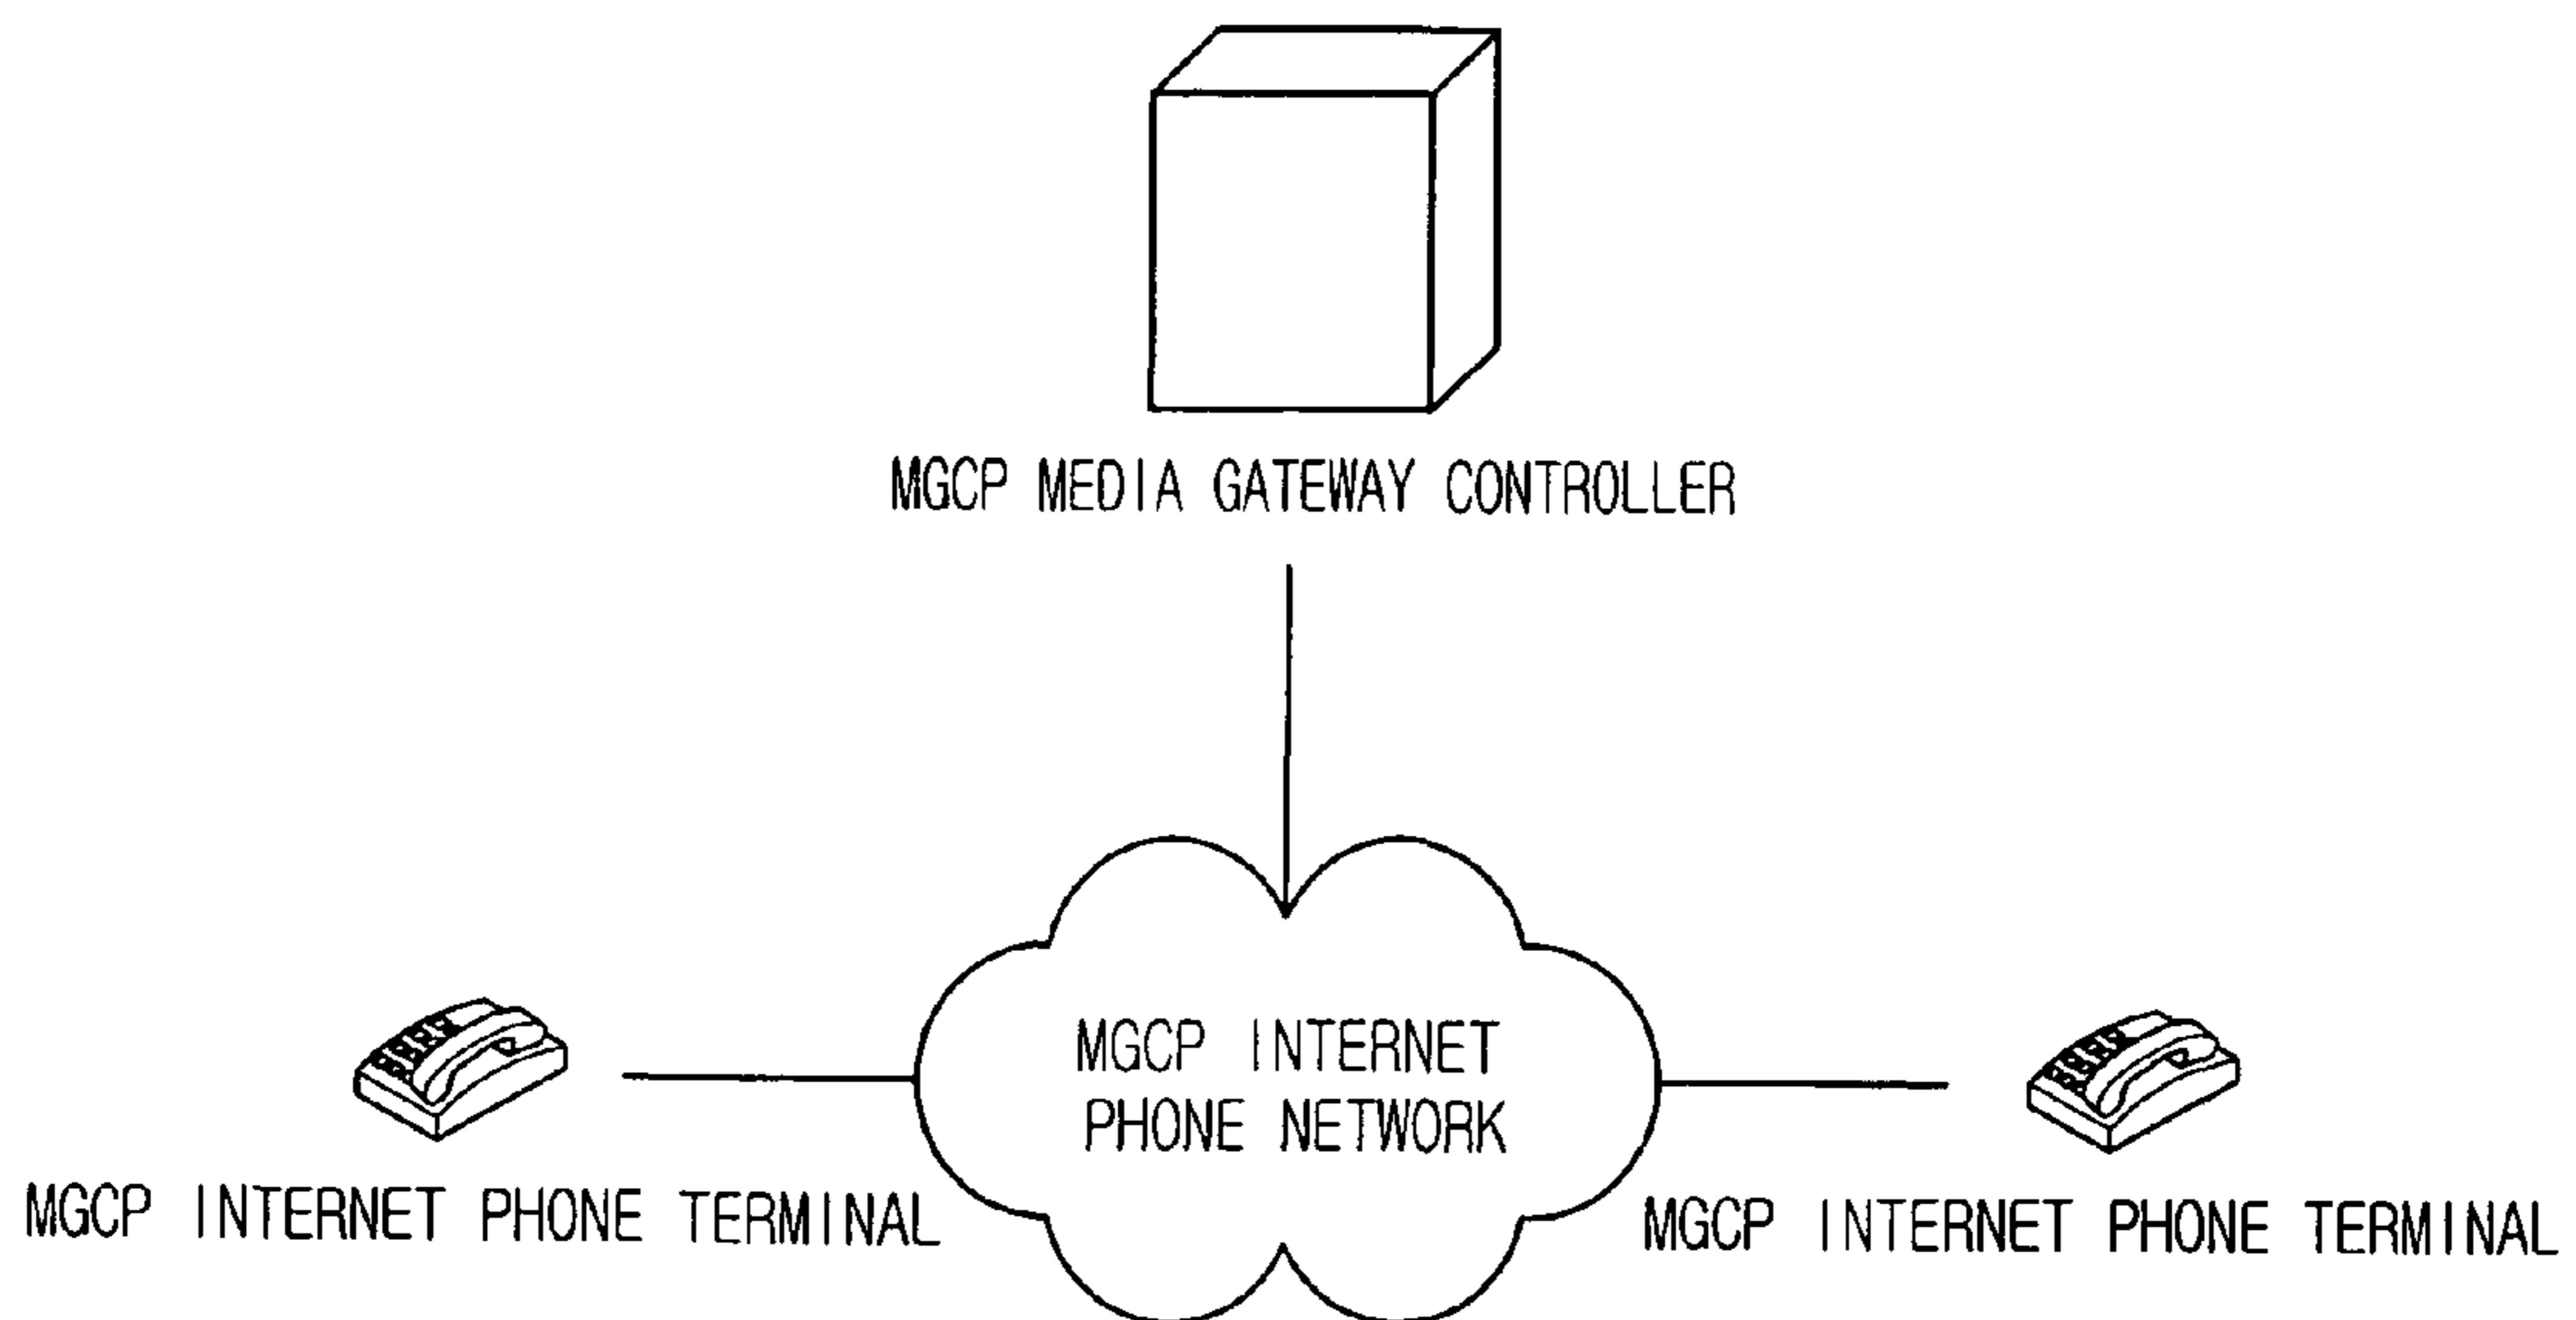 MGCP MEDIA GATEWAY CONTROLLER
MGCP INTERNET
PHONE NETWORK
MGCP INTERNET PHONE TERMINAL
MGCP INTERNET PHONE TERMINAL